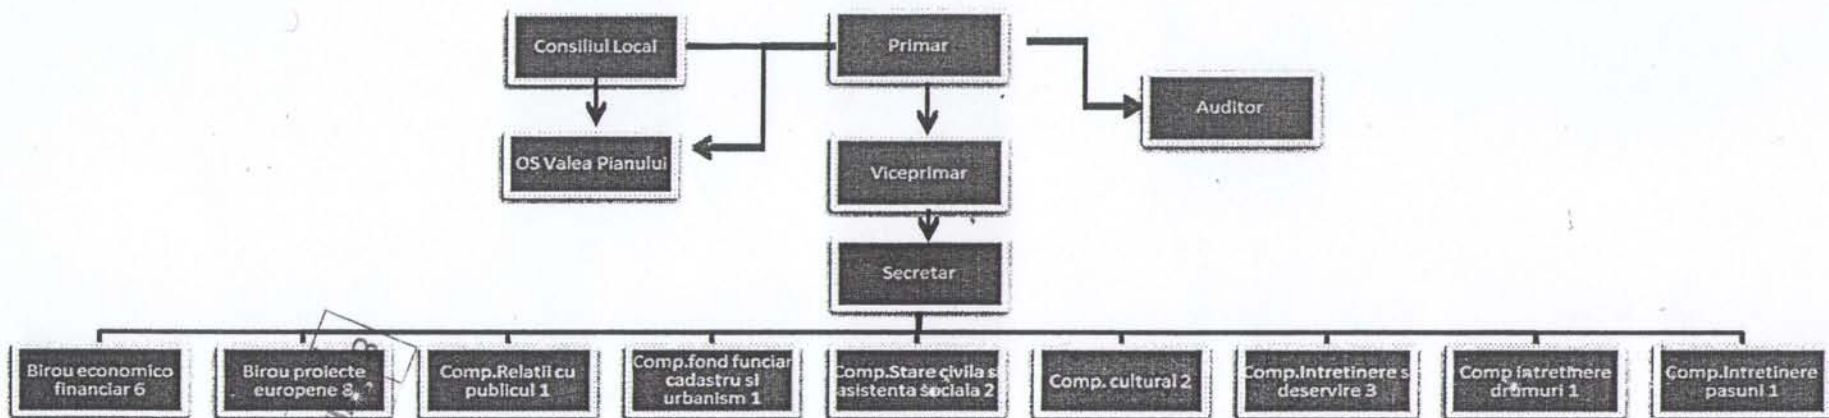 Consiliul Local
Primar
Auditor
OS Valea Pianului
Viceprimar
Secretar
Birou economico
financiar 6
Birou proiecte
europene 8
Comp.Relatii cu
publicul 1
Comp.fond funciar
cadastru si
urbanism 1
Comp.Stare civila si
asistenta sociala 2
Comp. cultural 2
Comp.Intretinere s
deservire 3
Comp intretinere
drumuri 1
Comp.Intretinere
pasuni 1